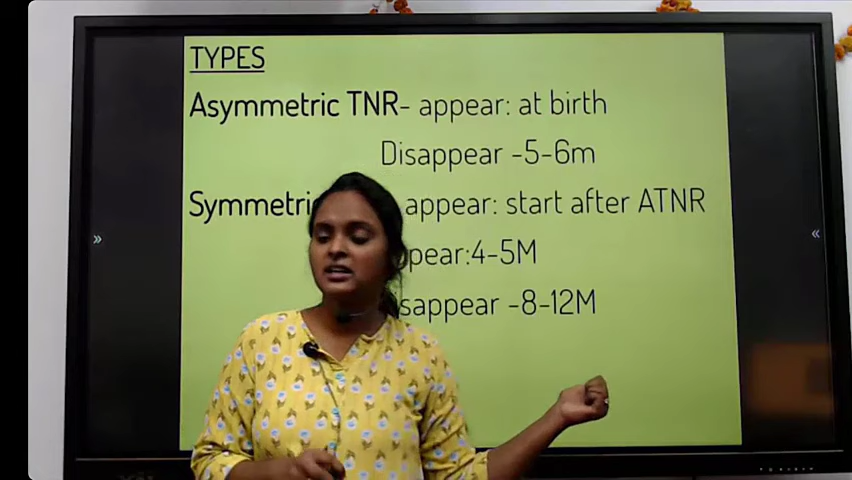 TYPES
Asymmetric TNR- appear: at birth
Disappear -5-6m
Symmetric appear: start after ATNR
pear:4-5M
sappear -8-12M